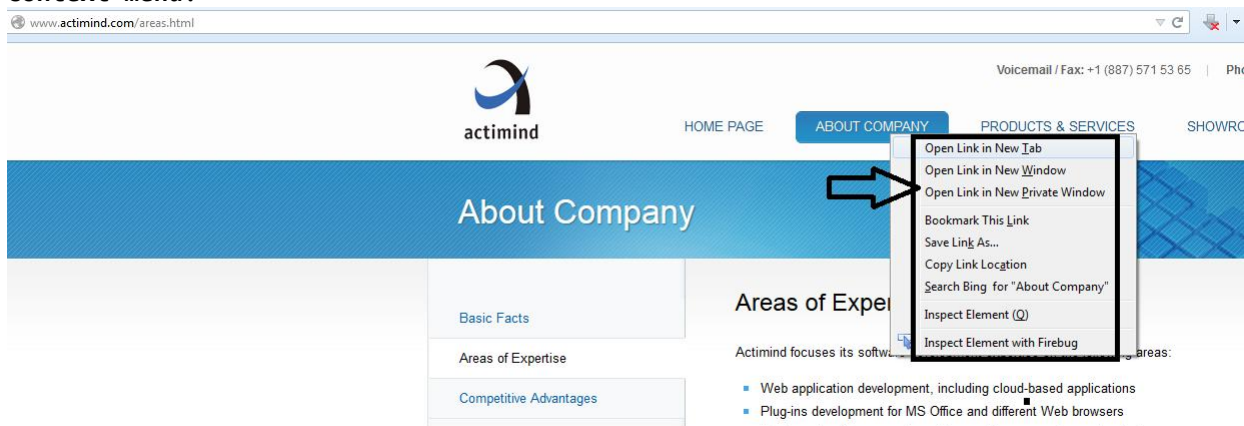 www.actimind.com/areas.html
Voicemail / Fax: +1 (887) 571 53 65 |
actimind
HOME PAGE ABOUT COMPANY PRODUCTS & SERVICES
Open Link in New Tab
Open Link in New Window
Open Link in New Private Window
About Company
Bookmark This Link
Save Link As...
Copy Link Location
Search Bing for "About Company"
Inspect Element (Q)
Inspect Element with Firebug
Basic Facts
Areas of Expertise
Competitive Advantages
Areas of
Actimind focuses its areas:
Web application development, including cloud-based applications
Plug-ins development for MS Office and different Web browsers